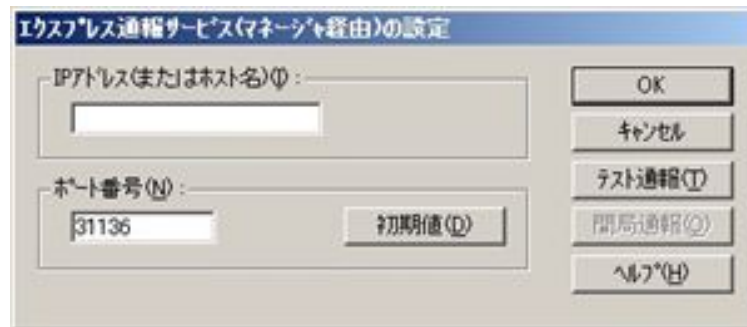 ｴｸｽﾌﾟﾚｽ通報ｻｰﾋﾞｽ(ﾏﾈｰｼﾞｬ経由)の設定
IPｱﾄﾞﾚｽ(またはﾎｽﾄ名)(I) :
OK
ｷｬﾝｾﾙ
ﾎﾟｰﾄ番号(N) :
ﾃｽﾄ通報(T)
31136
初期値(D)
開局通報(O)
ﾍﾙﾌﾟ(H)